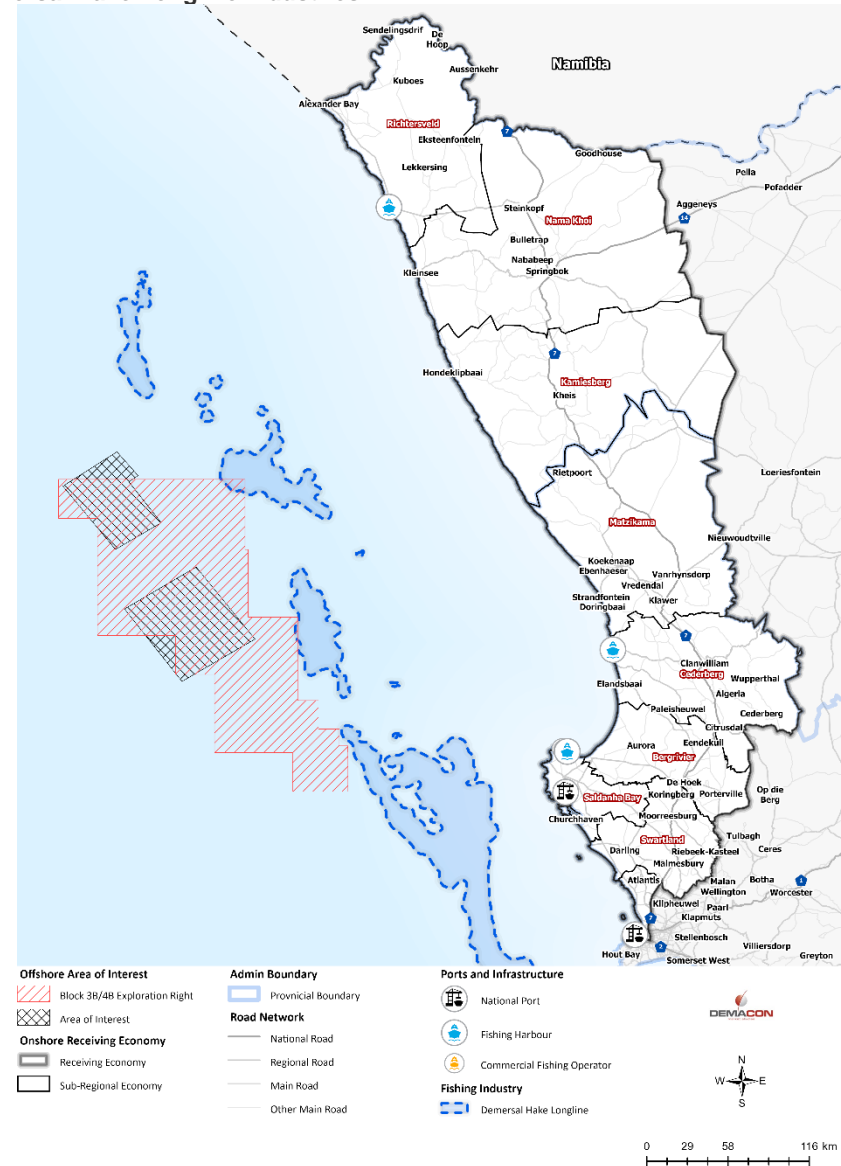 Sendelingsdrif
De
Hoop
Aussenkehr
Namibia
Kuboes
Alexander Bay
Richtersveld
7
Eksteenfontein
Goodhouse
Lekkersing
Pella
Pofadder
Steinkopf
Aggeneys
Nama Khoi
14
Bulletrap
Nababeep
Kleinsee
Springbok
7
Hondeklipbaai
Kamiesberg
Kheis
Rietpoort
Loeriesfontein
Matzikama
Nieuwoudtville
Koekenaap
Ebenhaeser
Vanrhynsdorp
Vredendal
Strandfontein
Klawer
Doringbaai
7
Clanwilliam
Cederberg
Wupperthal
Elandsbaai
Algeria
Paleisheuwel
Cederberg
Citrusdal
Aurora
Eendekuil
Bergrivier
De Hoek
Saldanha Bay
Koringberg
Porterville
Op die
Berg
Churchhaven
Moorreesburg
Swartland
Tulbagh
Darling
Riebeek-Kasteel
Ceres
Malmesbury
Atlantis
Malan
Botha
1
Wellington
Worcester
Klipheuwel
Paarl
7
Klapmuts
Stellenbosch
Hout Bay
2
Villiersdorp
Somerset West
Greyton
Offshore Area of Interest
Block 3B/4B Exploration Right
Area of Interest
Onshore Receiving Economy
Receiving Economy
Sub-Regional Economy
Admin Boundary
Provnicial Boundary
Road Network
National Road
Regional Road
Main Road
Other Main Road
Ports and Infrastructure
National Port
Fishing Harbour
Commercial Fishing Operator
Fishing Industry
Demersal Hake Longline
DEMACON
N
W
E
S
0 29 58 116 km